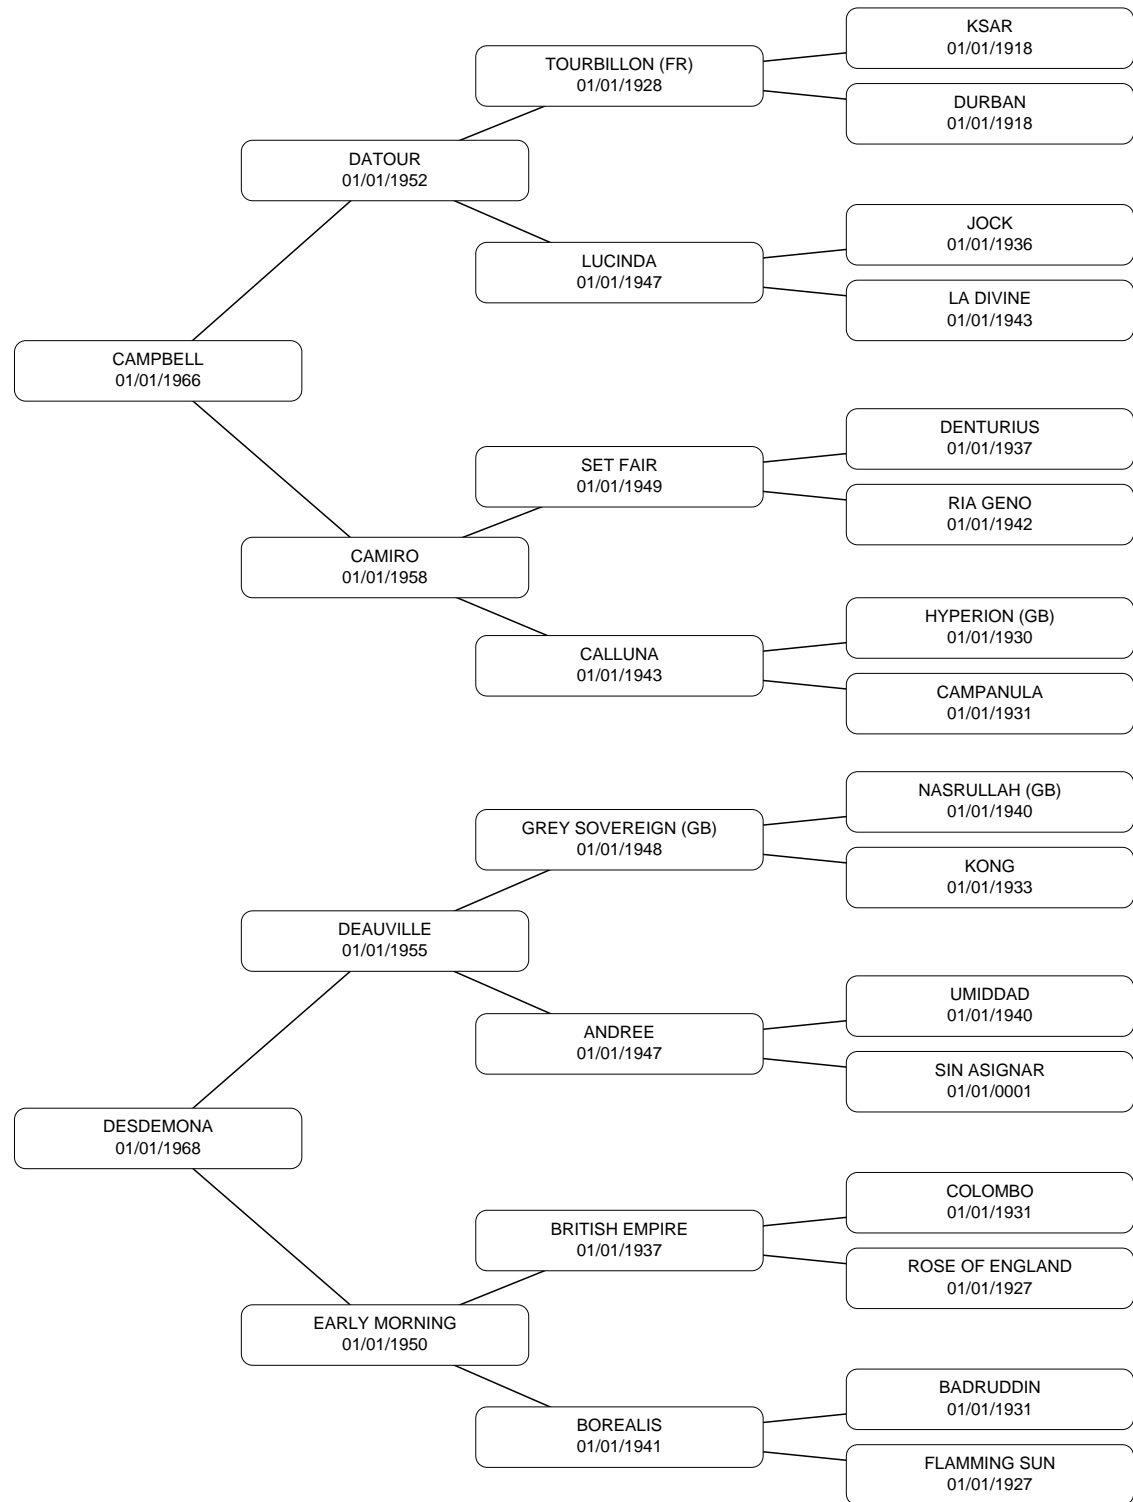 KSAR
01/01/1918
TOURBILLON (FR)
01/01/1928
DURBAN
01/01/1918
DATOUR
01/01/1952
JOCK
01/01/1936
LUCINDA
01/01/1947
LA DIVINE
01/01/1943
CAMPBELL
01/01/1966
DENTURIUS
01/01/1937
SET FAIR
01/01/1949
RIA GENO
01/01/1942
CAMIRO
01/01/1958
HYPERION (GB)
01/01/1930
CALLUNA
01/01/1943
CAMPANULA
01/01/1931
NASRULLAH (GB)
01/01/1940
GREY SOVEREIGN (GB)
01/01/1948
KONG
01/01/1933
DEAUVILLE
01/01/1955
UMIDDAD
01/01/1940
ANDREE
01/01/1947
SIN ASIGNAR
01/01/0001
DESDEMONA
01/01/1968
COLOMBO
01/01/1931
BRITISH EMPIRE
01/01/1937
ROSE OF ENGLAND
01/01/1927
EARLY MORNING
01/01/1950
BADRUDDIN
01/01/1931
BOREALIS
01/01/1941
FLAMMING SUN
01/01/1927